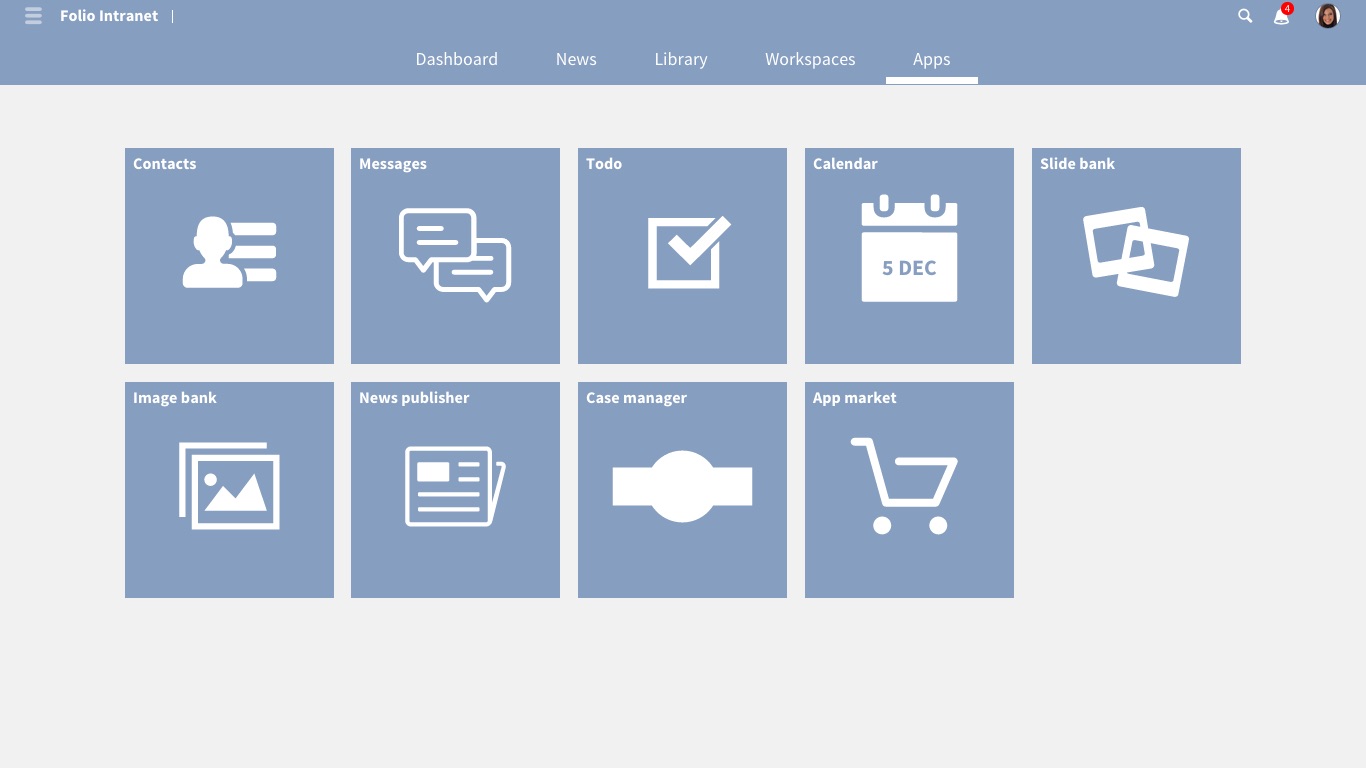 Folio Intranet |
4
Dashboard News Library Workspaces Apps
Contacts Messages Todo Calendar Slide bank
5 DEC
Image bank News publisher Case manager App market